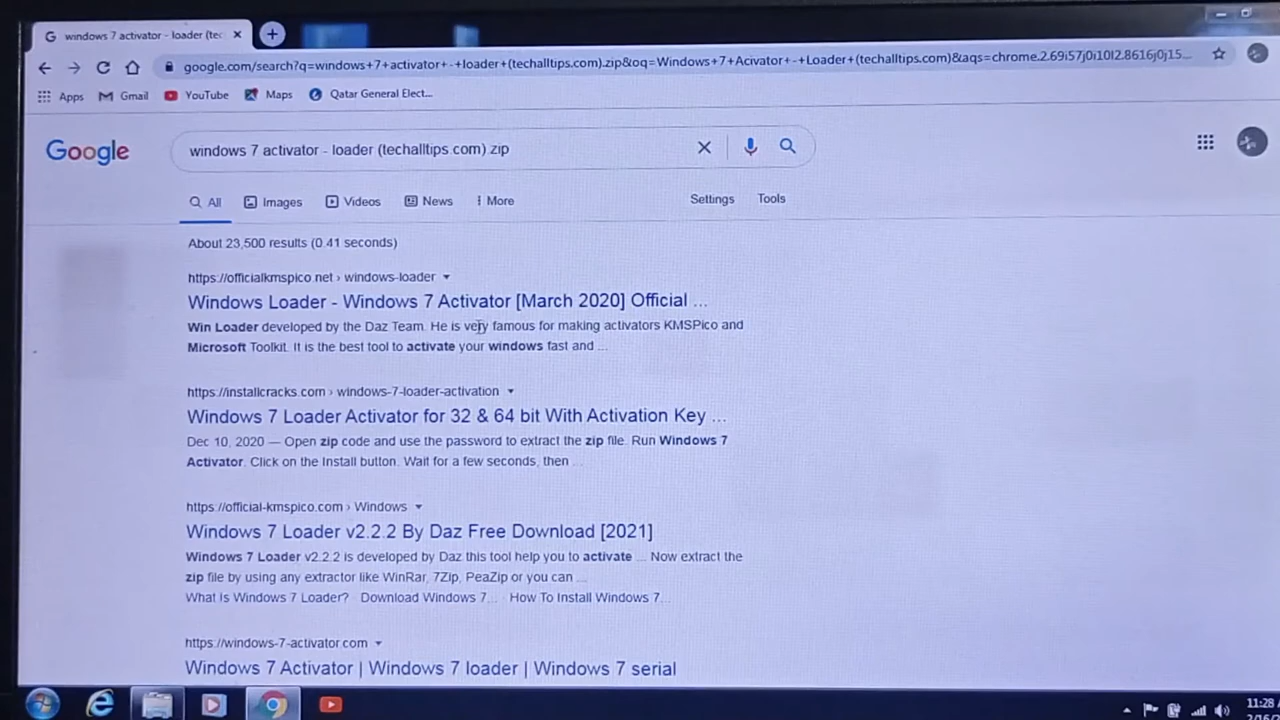 windows 7 activator - loader (tec
google.com/search?q=windows+7+activator+-+loader+(techalltips.com).zip&oq=Windows+7+Acivator+-+Loader+(techalltips.com)&aqs=chrome.2.69i57j0i10l2.8616j0j15...
Apps Gmail YouTube Maps Qatar General Elect...
Google windows 7 activator - loader (techalltips.com).zip
All Images Videos News More Settings Tools
About 23,500 results (0.41 seconds)
https://officialkmspico.net › windows-loader
Windows Loader - Windows 7 Activator [March 2020] Official ...
Win Loader developed by the Daz Team. He is very famous for making activators KMSPico and
Microsoft Toolkit. It is the best tool to activate your windows fast and ...
https://installcracks.com › windows-7-loader-activation
Windows 7 Loader Activator for 32 & 64 bit With Activation Key ...
Dec 10, 2020 — Open zip code and use the password to extract the zip file. Run Windows 7
Activator. Click on the Install button. Wait for a few seconds, then ...
https://official-kmspico.com › Windows
Windows 7 Loader v2.2.2 By Daz Free Download [2021]
Windows 7 Loader v2.2.2 is developed by Daz this tool help you to activate ... Now extract the
zip file by using any extractor like WinRar, 7Zip, PeaZip or you can ...
What Is Windows 7 Loader? · Download Windows 7... · How To Install Windows 7...
https://windows-7-activator.com
Windows 7 Activator | Windows 7 loader | Windows 7 serial
11:28